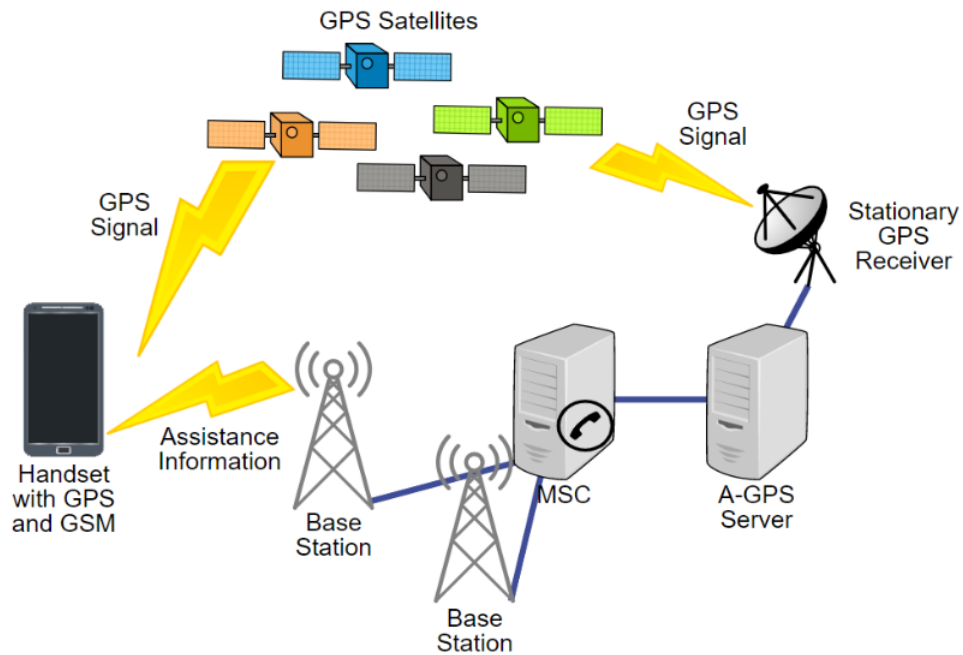 GPS Satellites
GPS
Signal
GPS
Signal
Stationary
GPS
Receiver
Assistance
Information
Handset
with GPS
and GSM
Base
Station
MSC
A-GPS
Server
Base
Station